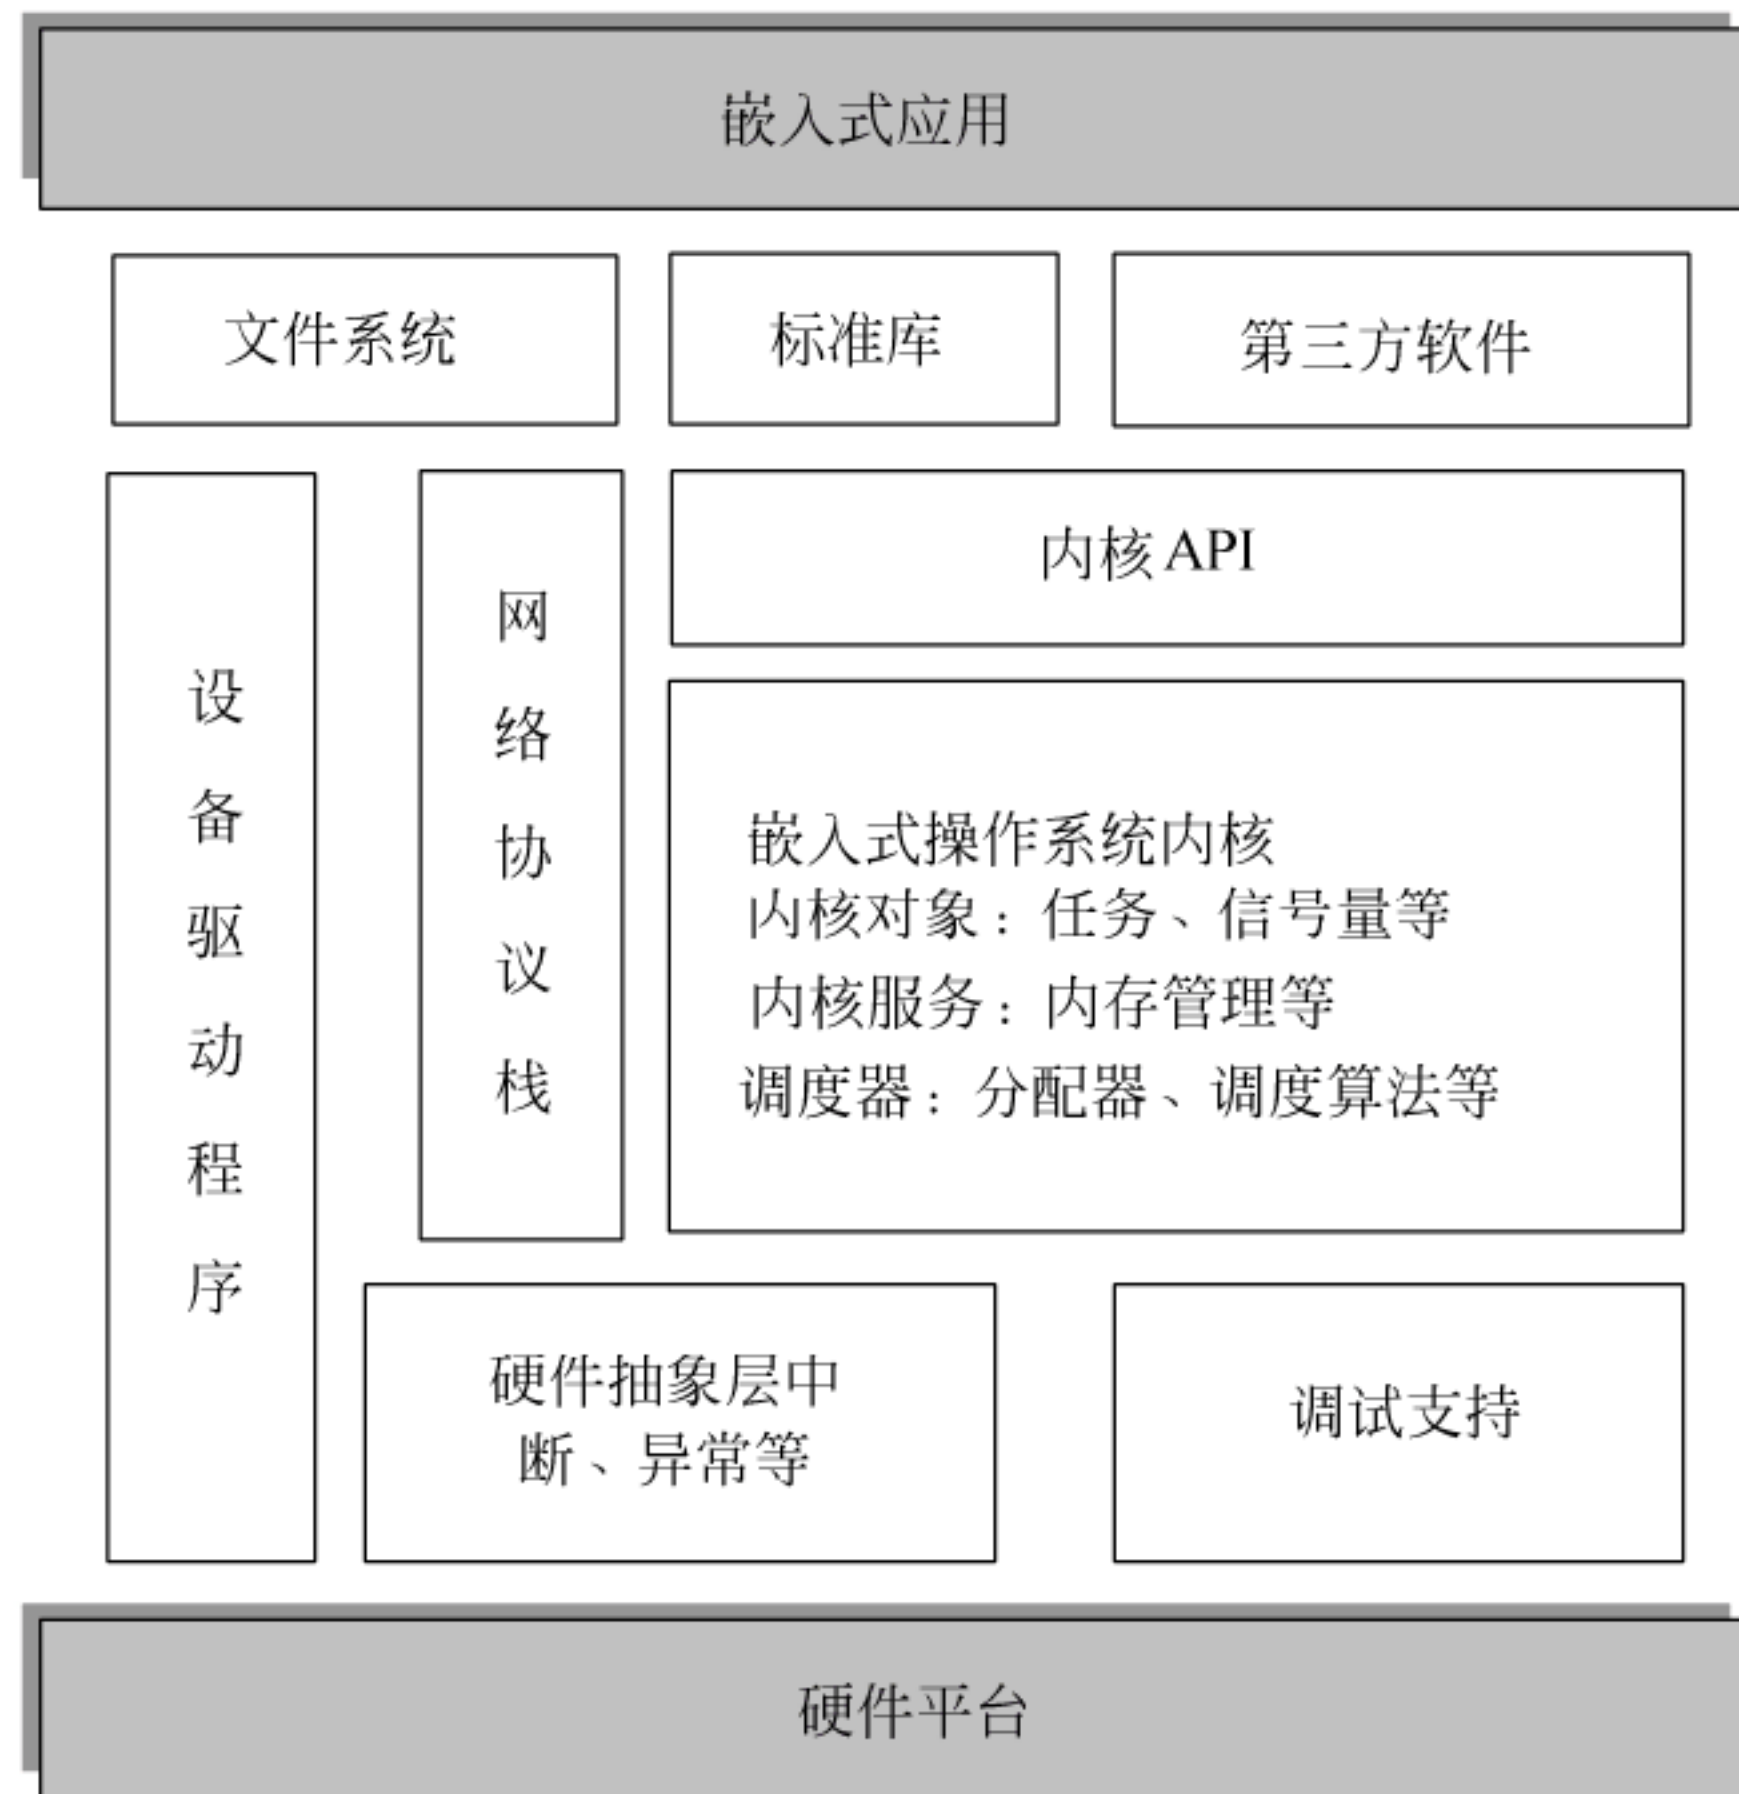 嵌入式应用
文件系统
标准库
第三方软件
设备驱动程序
网络协议栈
内核API
嵌入式操作系统内核
内核对象：任务、信号量等
内核服务：内存管理等
调度器：分配器、调度算法等
硬件抽象层中
断、异常等
调试支持
硬件平台